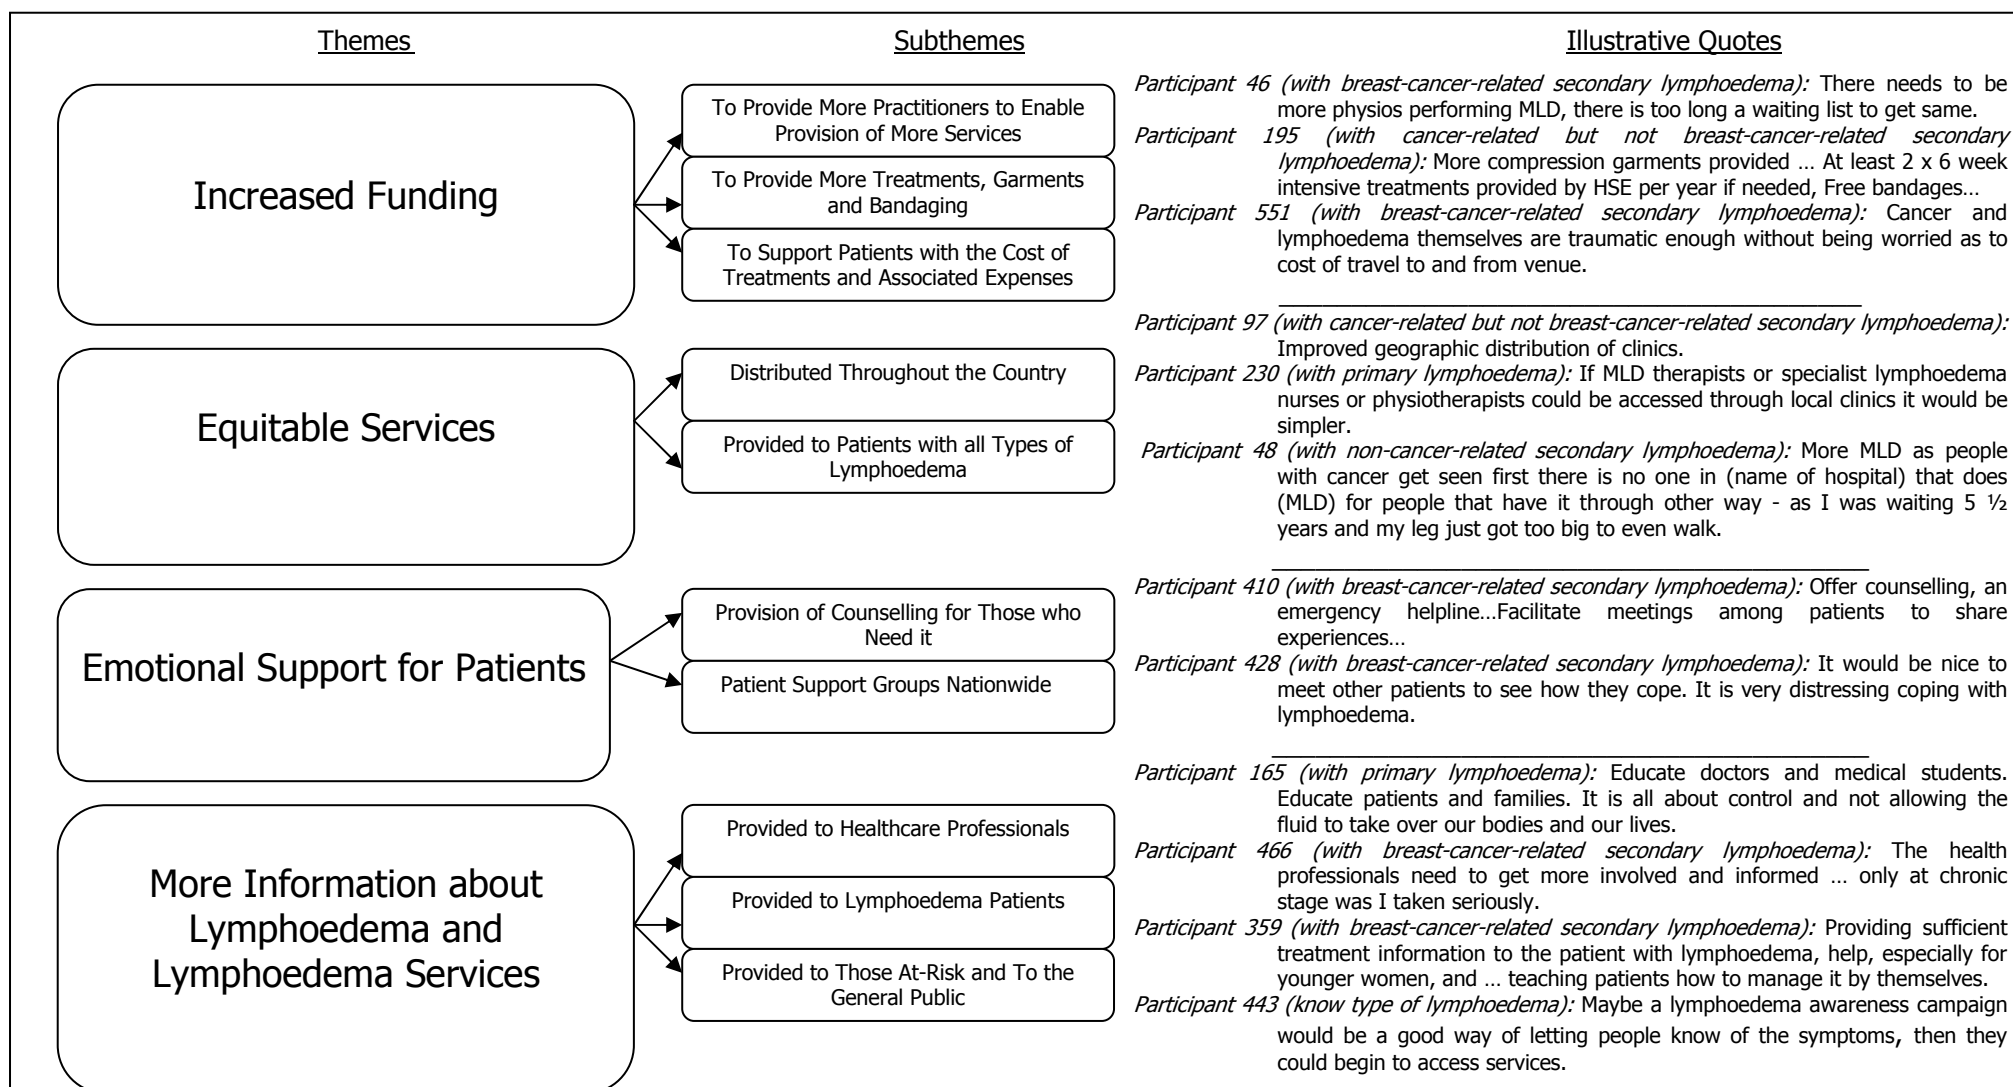 Themes
Subthemes
Illustrative Quotes
Increased Funding
To Provide More Practitioners to Enable
Provision of More Services
To Provide More Treatments, Garments
and Bandaging
To Support Patients with the Cost of
Treatments and Associated Expenses
Participant 46 (with breast-cancer-related secondary lymphoedema): There needs to be
more physios performing MLD, there is too long a waiting list to get same.
Participant 195 (with cancer-related but not breast-cancer-related secondary
lymphoedema): More compression garments provided … At least 2 x 6 week
intensive treatments provided by HSE per year if needed, Free bandages…
Participant 551 (with breast-cancer-related secondary lymphoedema): Cancer and
lymphoedema themselves are traumatic enough without being worried as to
cost of travel to and from venue.
Equitable Services
Distributed Throughout the Country
Provided to Patients with all Types of
Lymphoedema
Participant 97 (with cancer-related but not breast-cancer-related secondary lymphoedema):
Improved geographic distribution of clinics.
Participant 230 (with primary lymphoedema): If MLD therapists or specialist lymphoedema
nurses or physiotherapists could be accessed through local clinics it would be
simpler.
Participant 48 (with non-cancer-related secondary lymphoedema): More MLD as people
with cancer get seen first there is no one in (name of hospital) that does
(MLD) for people that have it through other way - as I was waiting 5 ½
years and my leg just got too big to even walk.
Emotional Support for Patients
Provision of Counselling for Those who
Need it
Patient Support Groups Nationwide
Participant 410 (with breast-cancer-related secondary lymphoedema): Offer counselling, an
emergency helpline…Facilitate meetings among patients to share
experiences…
Participant 428 (with breast-cancer-related secondary lymphoedema): It would be nice to
meet other patients to see how they cope. It is very distressing coping with
lymphoedema.
More Information about
Lymphoedema and
Lymphoedema Services
Provided to Healthcare Professionals
Provided to Lymphoedema Patients
Provided to Those At-Risk and To the
General Public
Participant 165 (with primary lymphoedema): Educate doctors and medical students.
Educate patients and families. It is all about control and not allowing the
fluid to take over our bodies and our lives.
Participant 466 (with breast-cancer-related secondary lymphoedema): The health
professionals need to get more involved and informed … only at chronic
stage was I taken seriously.
Participant 359 (with breast-cancer-related secondary lymphoedema): Providing sufficient
treatment information to the patient with lymphoedema, help, especially for
younger women, and … teaching patients how to manage it by themselves.
Participant 443 (know type of lymphoedema): Maybe a lymphoedema awareness campaign
would be a good way of letting people know of the symptoms, then they
could begin to access services.